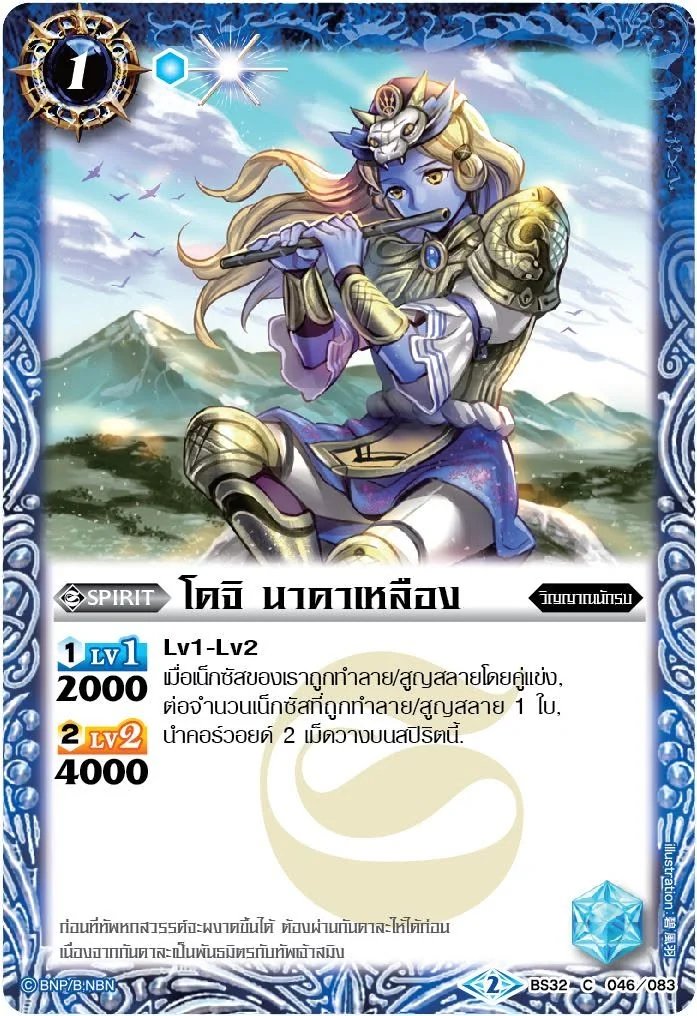 1
SPIRIT
โดจิ นาคาเหลือง
วิญญาณนักรบ
1 LV1
2000
2 LV2
4000
Lv1-Lv2
เมื่อเน็กซัสของเราถูกทำลาย/สูญสลายโดยคู่แข่ง,
ต่อจำนวนเน็กซัสที่ถูกทำลาย/สูญสลาย 1 ใบ,
นำคอร์วอยด์ 2 เม็ดวางบนสปิริตนี้.
ก่อนที่ทัพทกสวรรค์จะผงาดขึ้นได้ ต้องผ่านกันดาละไห้ได้ก่อน
เนื่องจากกันดาละเป็นพันธมิตรกับทัพเจ้าสมิง
illustration:碧風羽
©BNP/B;NBN
2
BS32 C 046/083